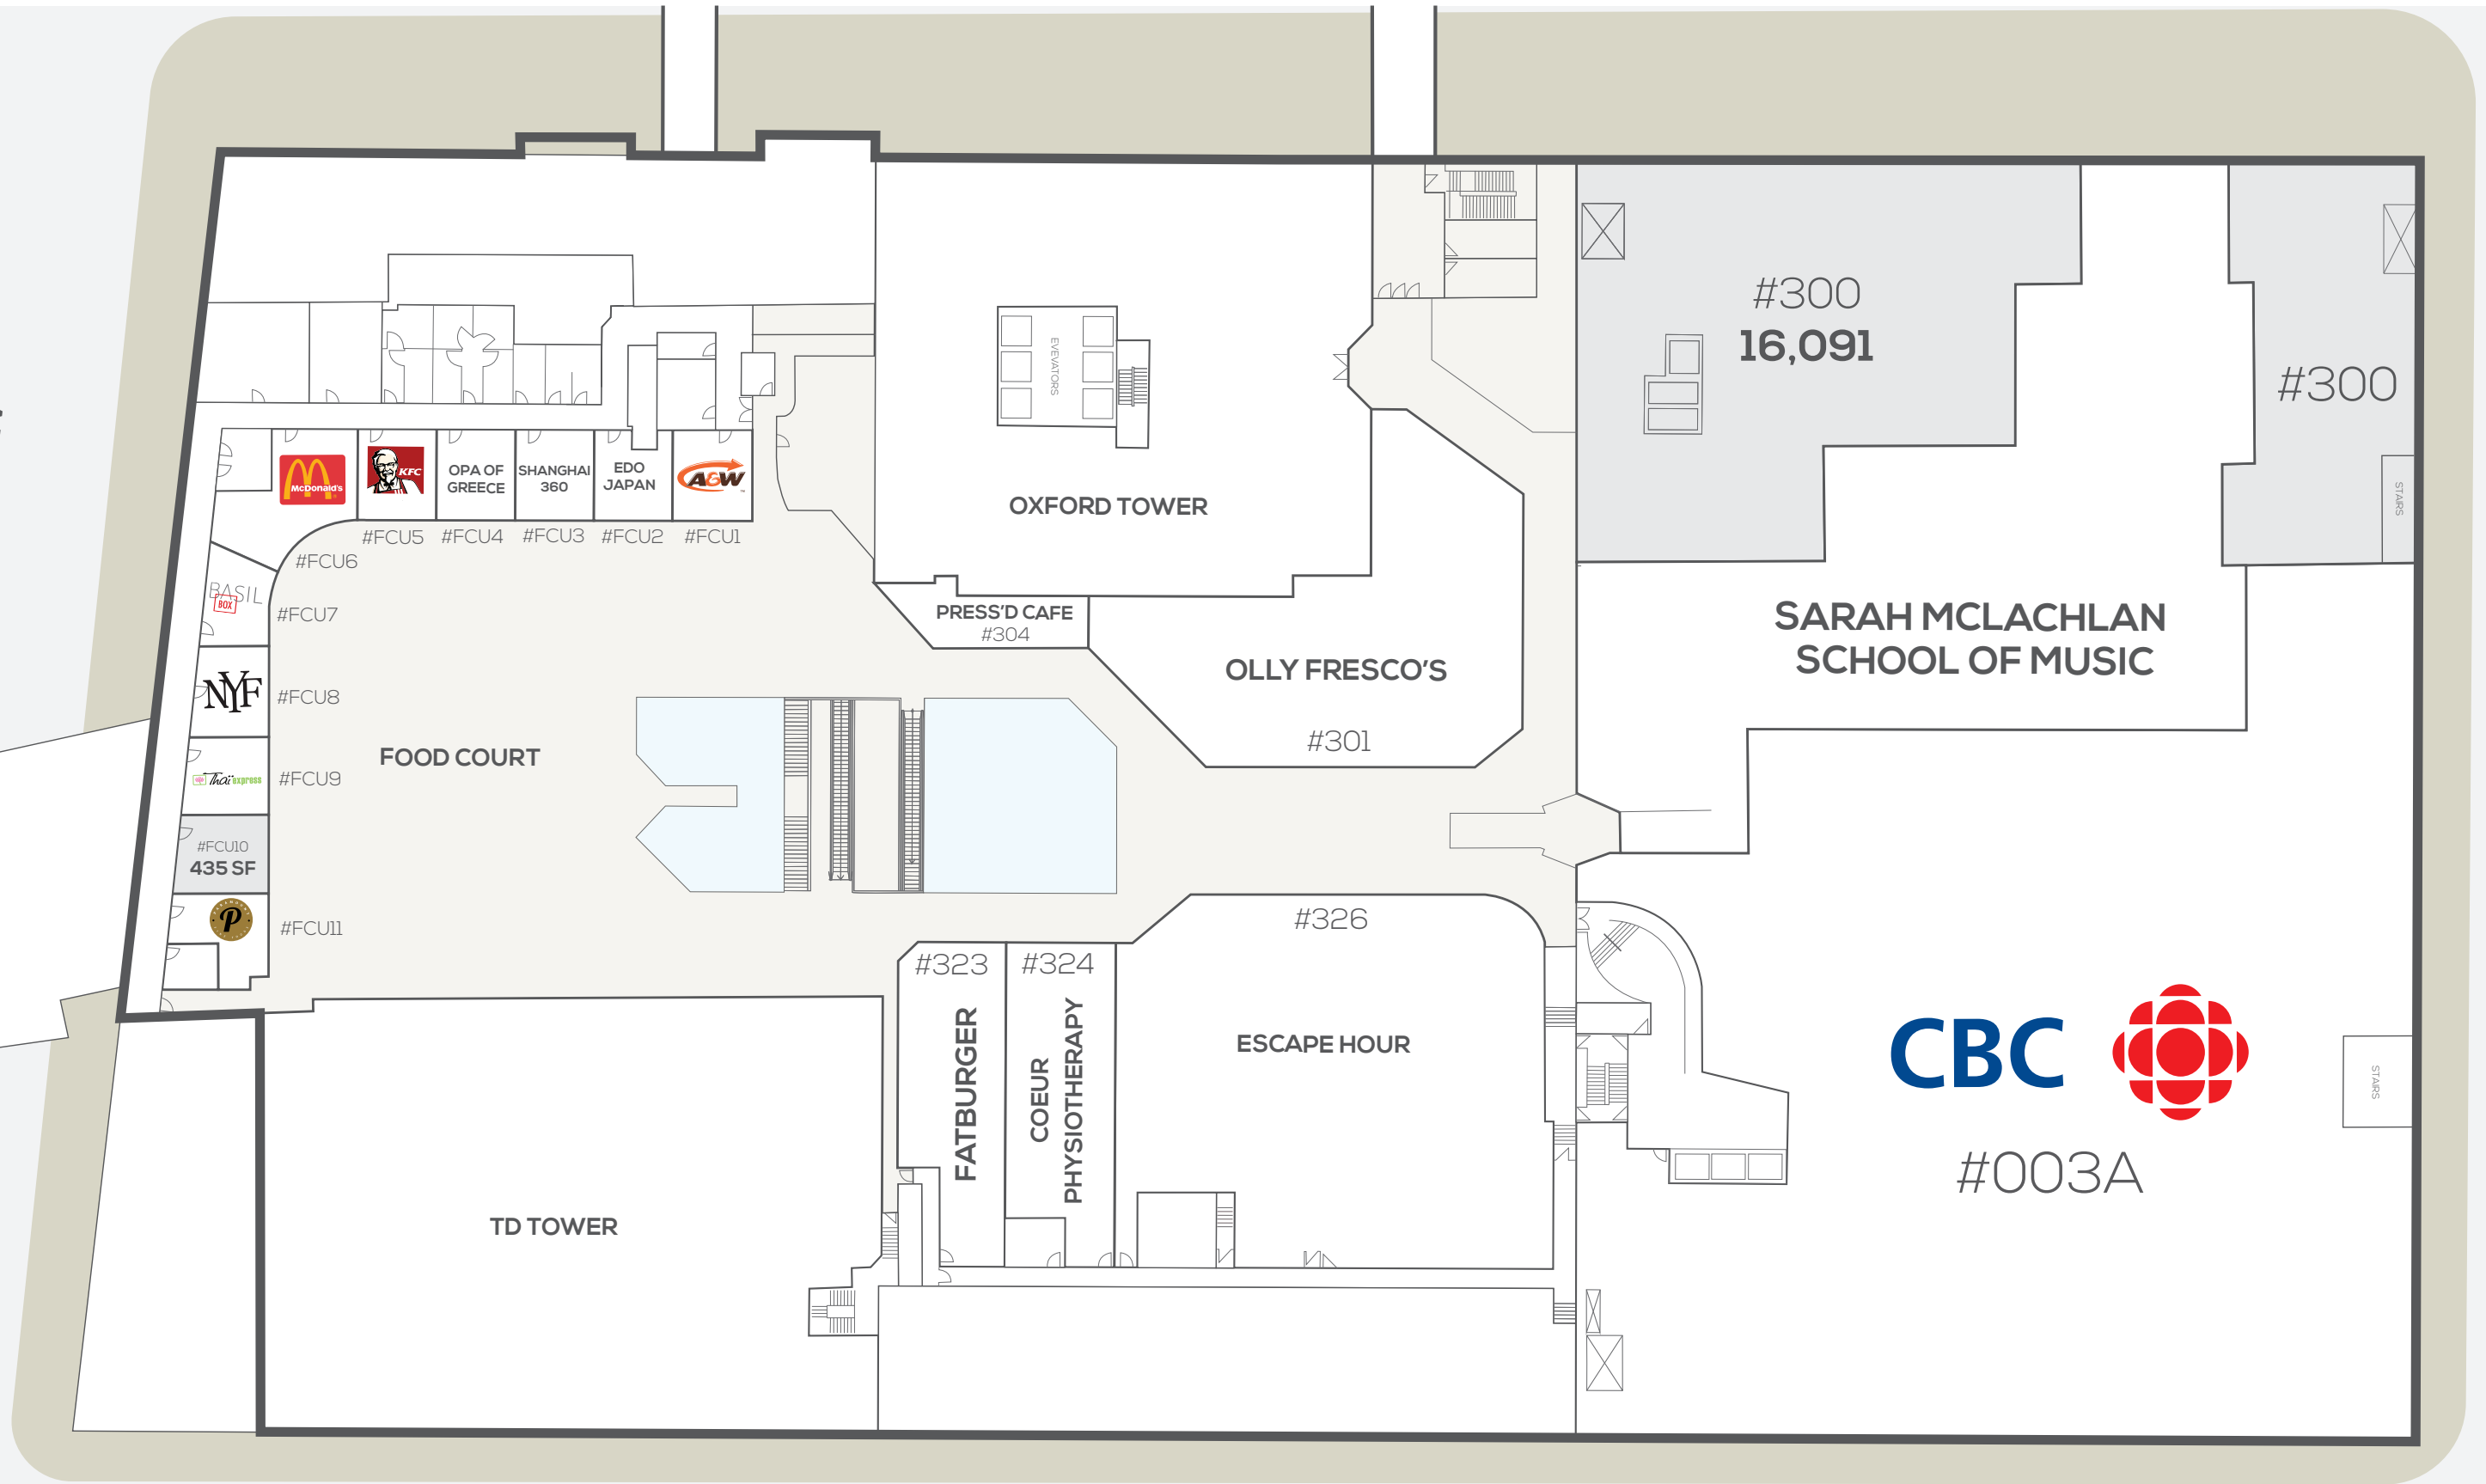 EVEVATORS
#300
16,091
#300
STAIRS
McDonald's
KFC
OPA OF
GREECE
SHANGHAI
360
EDO
JAPAN
A&W
OXFORD TOWER
#FCU5
#FCU4
#FCU3
#FCU2
#FCU1
#FCU6
BASIL
BOX
#FCU7
PRESS'D CAFE
#304
SARAH MCLACHLAN
SCHOOL OF MUSIC
OLLY FRESCO'S
#301
NYF
#FCU8
FOOD COURT
Thaï express
#FCU9
#FCU10
435 SF
P
#FCU11
#326
#323
#324
FATBURGER
COEUR
PHYSIOTHERAPY
ESCAPE HOUR
CBC
#003A
STAIRS
TD TOWER